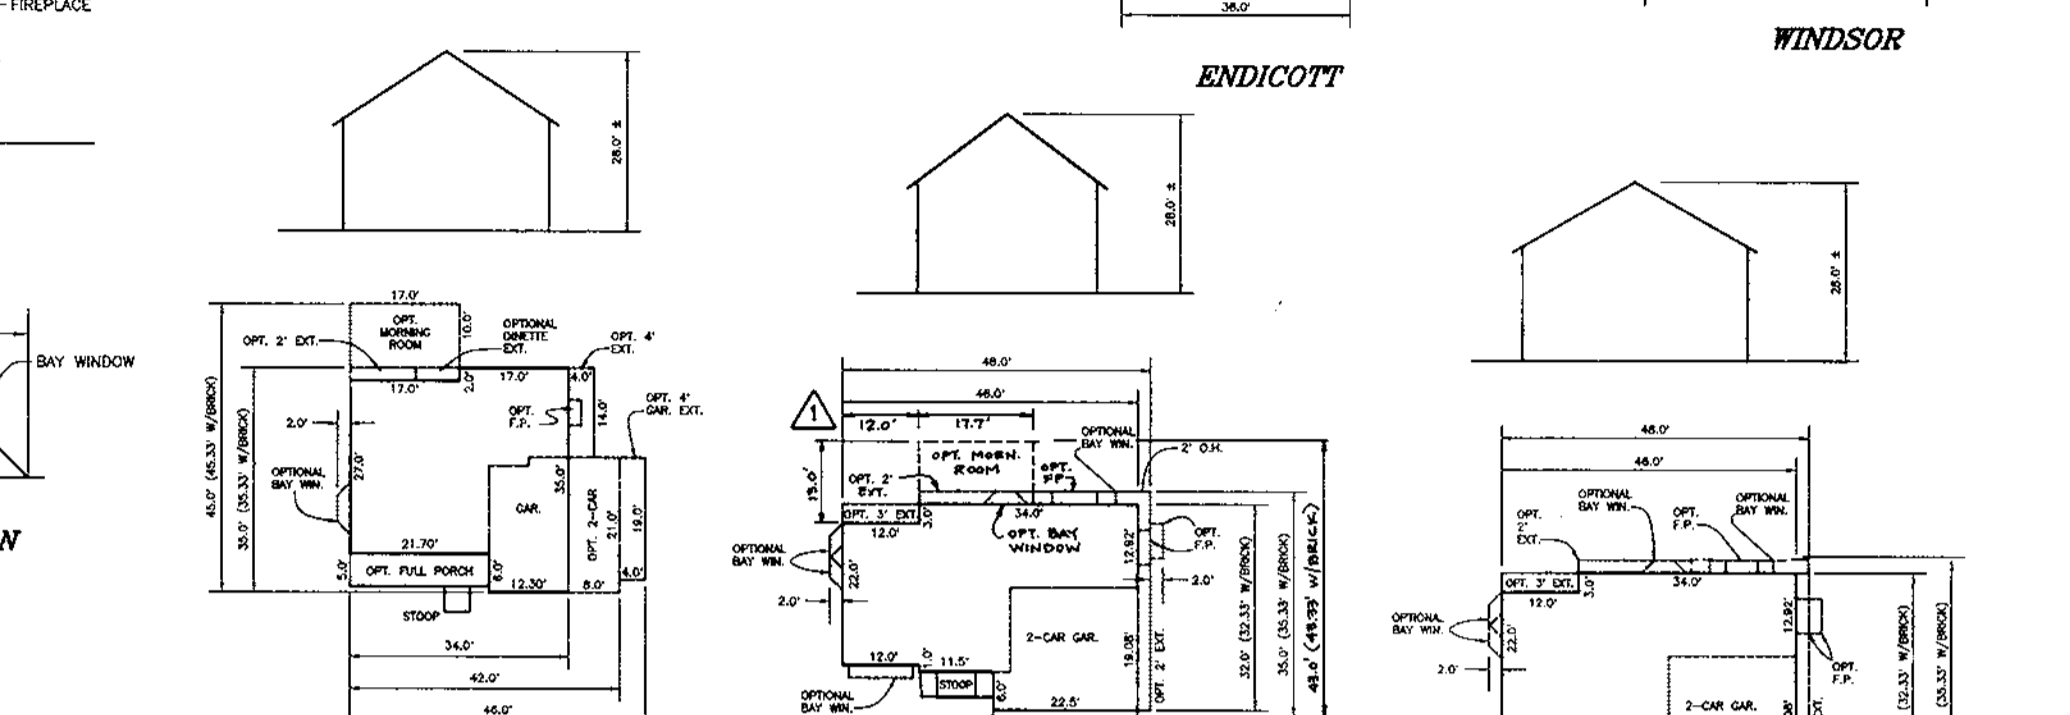 FIREPLACE
36.0'
WINDSOR
ENDICOTT
28.0' ±
28.0' ±
28.0' ±
BAY WINDOW
N
17.0'
OPT.
MORNING
ROOM
10.0'
OPTIONAL
DINETTE
EXT.
OPT. 2' EXT.
OPT. 4'
EXT.
17.0'
2.0'
17.0'
4.0'
OPT.
F.P.
14.0'
OPT. 4'
GAR. EXT.
45.0' (45.33' W/BRICK)
35.0' (35.33' W/BRICK)
2.0'
27.0'
OPTIONAL
BAY WIN.
35.0'
GAR.
OPT. 2-CAR
21.0'
19.0'
21.70'
5.0'
OPT. FULL PORCH
6.0'
12.30'
8.0'
4.0'
STOOP
34.0'
42.0'
46.0'
48.0'
46.0'
1
12.0'
17.7'
OPTIONAL
BAY WIN.
2' O.H.
OPT. MORN.
ROOM
OPT.
FP
13.0'
OPT. 2'
EXT.
OPT. 3' EXT.
3.0'
34.0'
12.0'
OPT. BAY
WINDOW
12.92'
OPT.
F.P.
OPTIONAL
BAY WIN.
22.0'
2.0'
2.0'
2-CAR GAR.
19.08'
OPT. 2' EXT.
32.0' (32.33' W/BRICK)
35.0' (35.33' W/BRICK)
12.0'
1.0'
11.5'
STOOP
6.0'
22.5'
OPTIONAL
BAY WIN.
48.0'
46.0'
OPTIONAL
BAY WIN.
OPTIONAL
BAY WIN.
OPT.
2'
EXT.
OPT.
F.P.
OPT. 3' EXT.
3.0'
34.0'
12.0'
12.92'
OPTIONAL
BAY WIN.
22.0'
2.0'
OPT.
F.P.
2-CAR GAR.
(32.33' W/BRICK)
(35.33' W/BRICK)